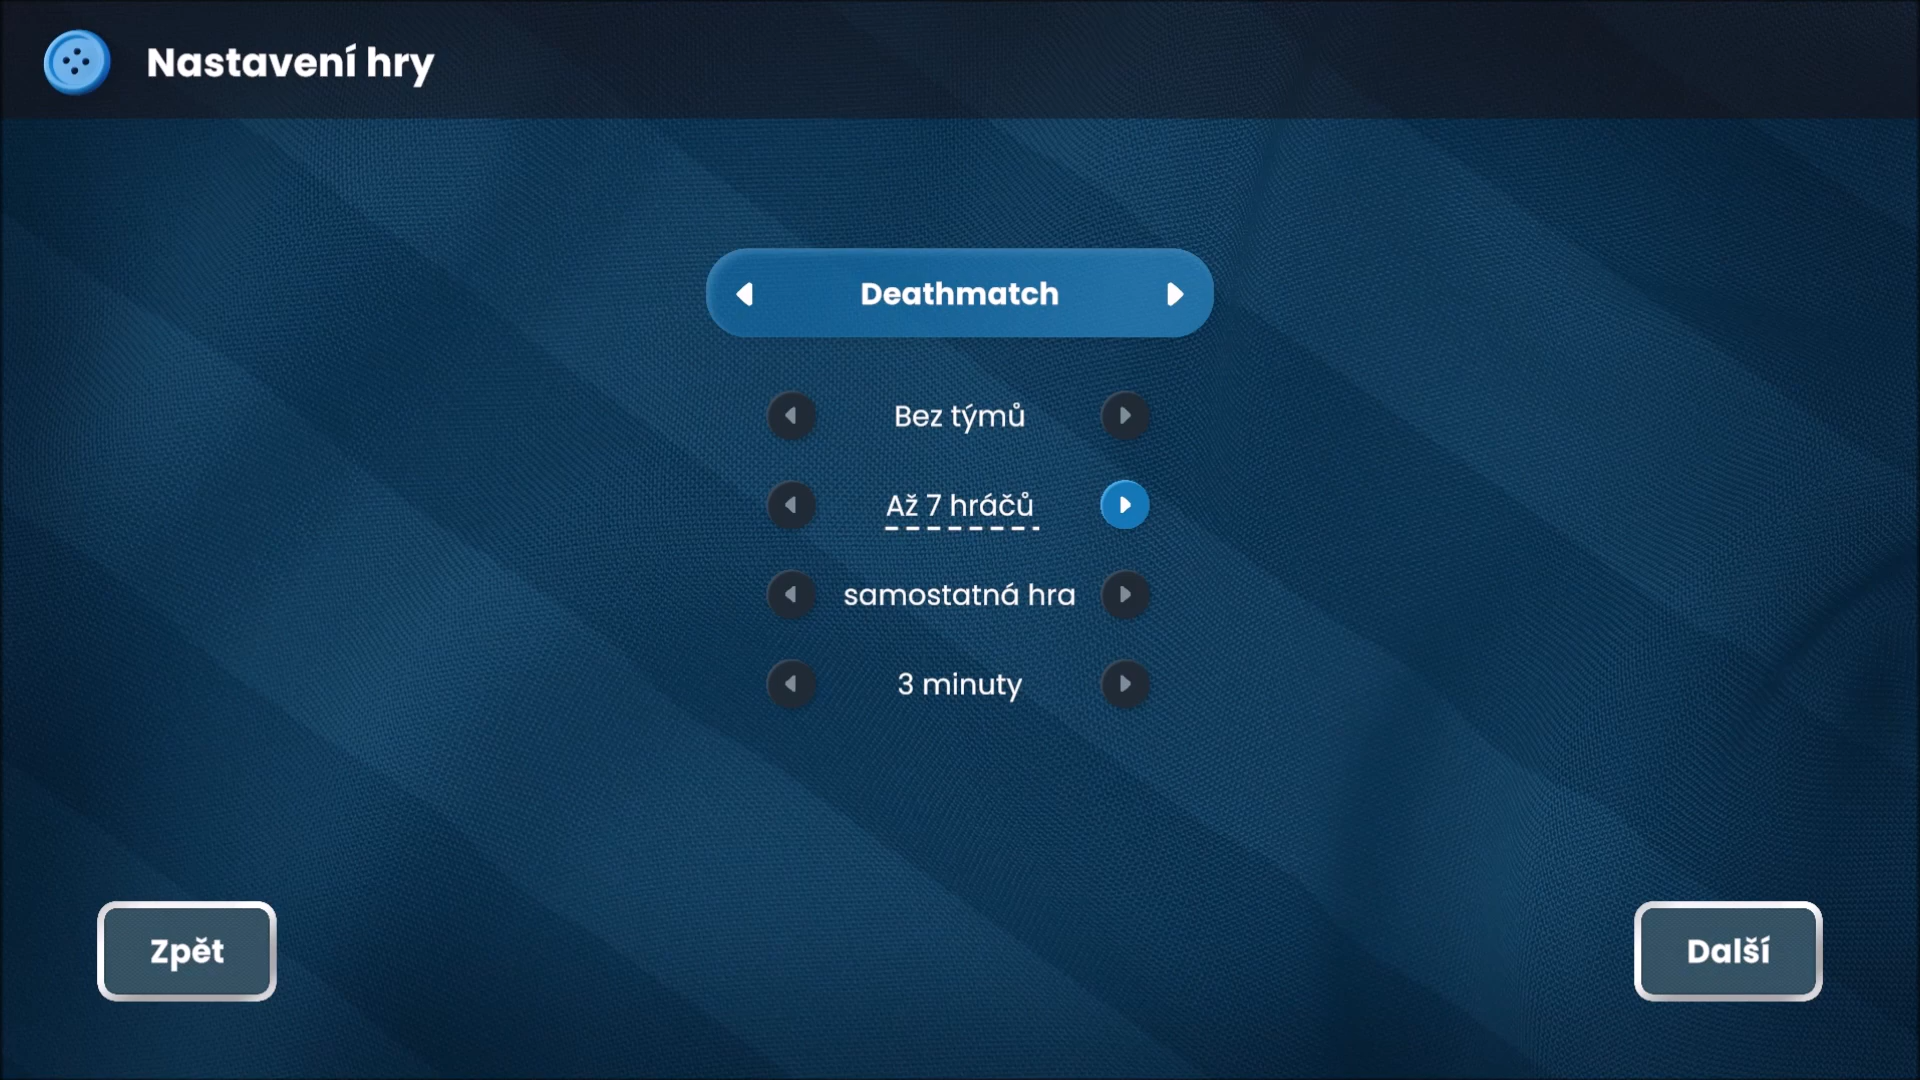 Nastavení hry
Deathmatch
Bez týmů
Až 7 hráčů
samostatná hra
3 minuty
Zpět
Další